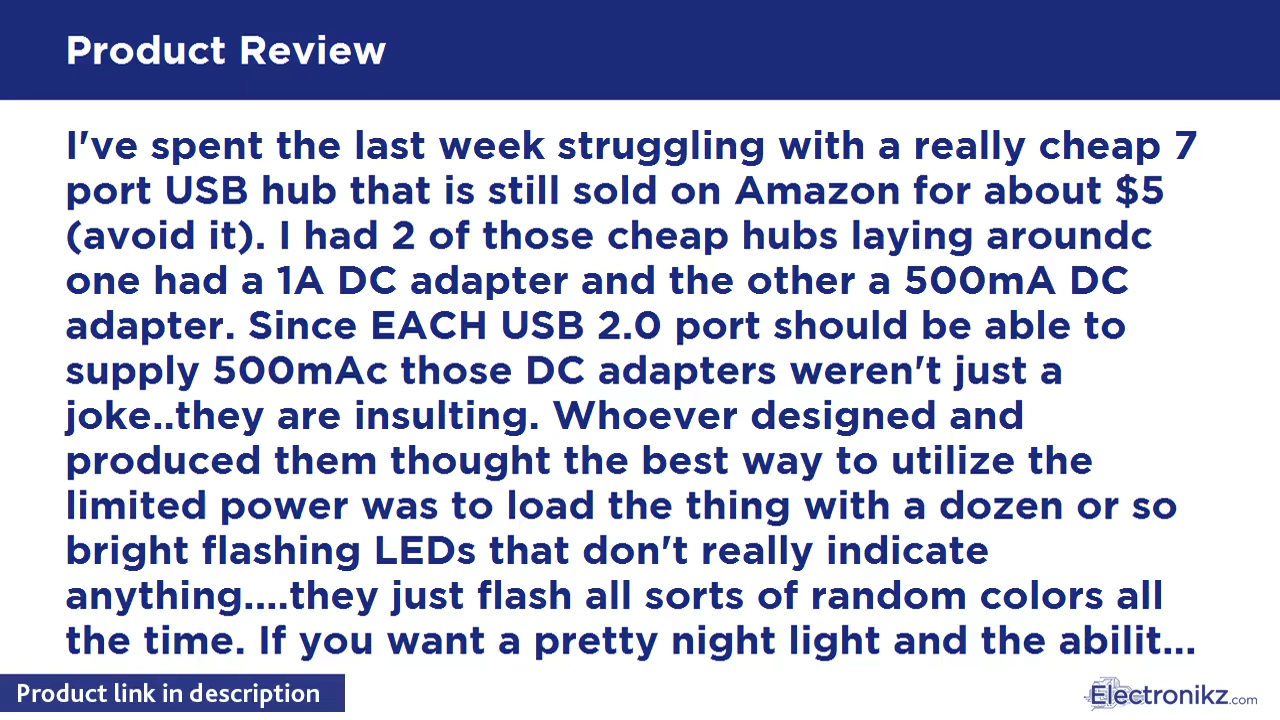 Product Review
I've spent the last week struggling with a really cheap 7
port USB hub that is still sold on Amazon for about $5
(avoid it). I had 2 of those cheap hubs laying aroundc
one had a 1A DC adapter and the other a 500mA DC
adapter. Since EACH USB 2.0 port should be able to
supply 500mAc those DC adapters weren't just a
joke..they are insulting. Whoever designed and
produced them thought the best way to utilize the
limited power was to load the thing with a dozen or so
bright flashing LEDs that don't really indicate
anything....they just flash all sorts of random colors all
the time. If you want a pretty night light and the abilit...
Product link in description
Electronikz.com